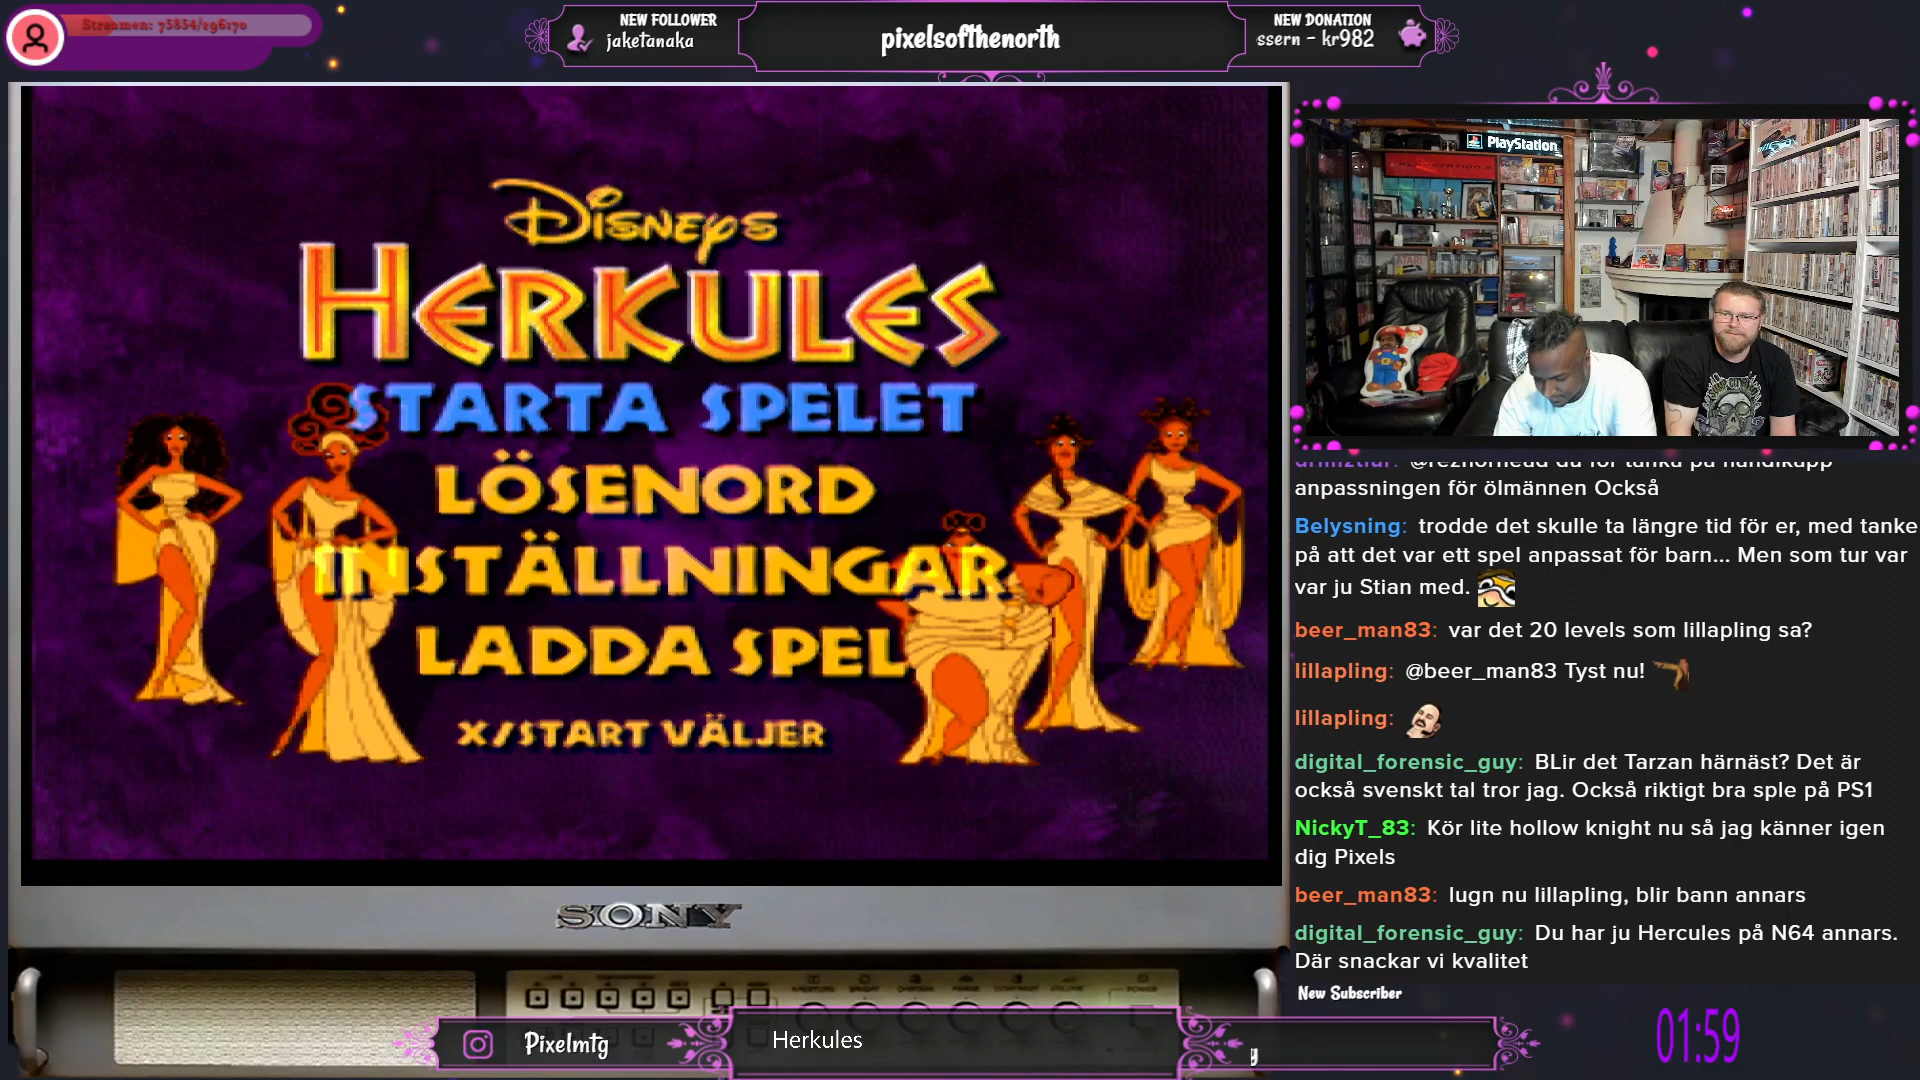 Streamen: 75854/296170
NEW FOLLOWER
jaketanaka
pixelsofthenorth
NEW DONATION
ssern - kr982
PlayStation
DISNEYS
HERKULES
STARTA SPELET
LÖSENORD
INSTÄLLNINGAR
LADDA SPEL
X/START VÄLJER
SONY
anpassningen för ölmännen Också
Belysning: trodde det skulle ta längre tid för er, med tanke
på att det var ett spel anpassat för barn... Men som tur var
var ju Stian med.
beer_man83: var det 20 levels som lillapling sa?
lillapling: @beer_man83 Tyst nu!
lillapling:
digital_forensic_guy: BLir det Tarzan härnäst? Det är
också svenskt tal tror jag. Också riktigt bra sple på PS1
NickyT_83: Kör lite hollow knight nu så jag känner igen
dig Pixels
beer_man83: lugn nu lillapling, blir bann annars
digital_forensic_guy: Du har ju Hercules på N64 annars.
Där snackar vi kvalitet
New Subscriber
Pixelmtg
Herkules
y
01:59